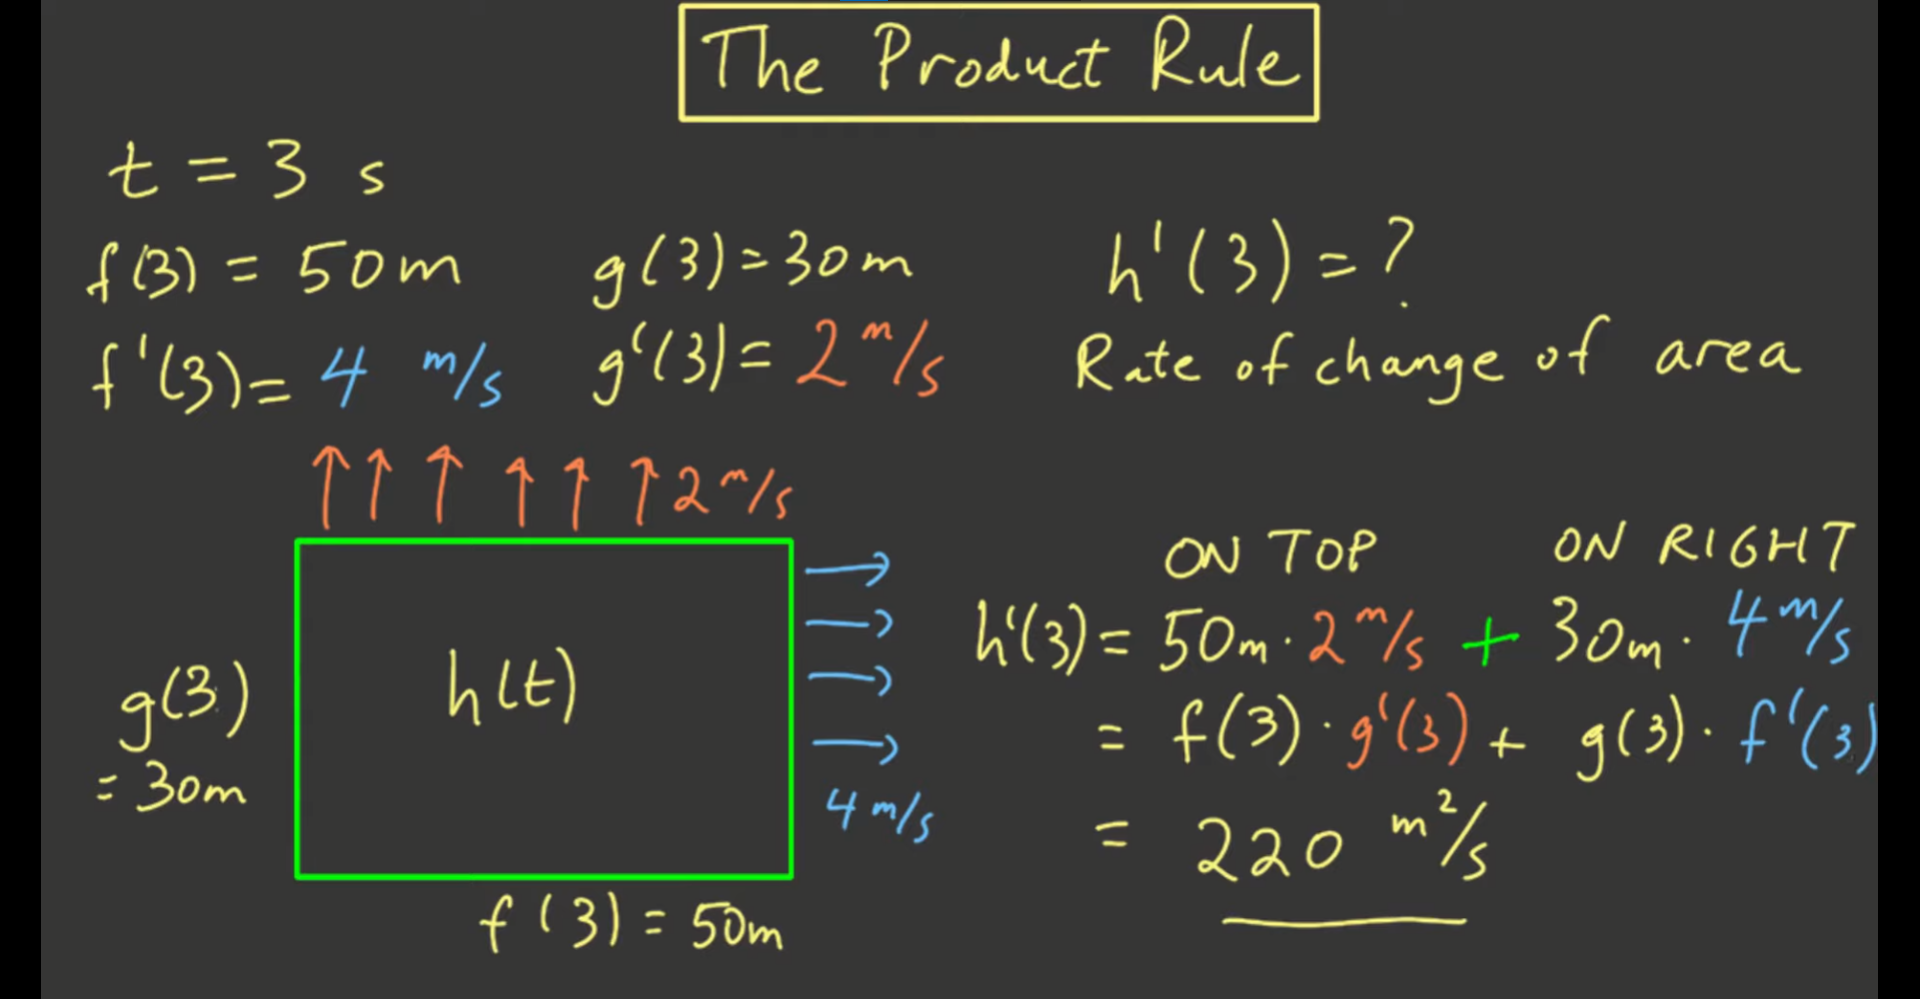 The Product Rule
t = 3 s
f(3) = 50m
g(3) = 30m
h'(3) = ?
f'(3) = 4 m/s
g'(3) = 2 m/s
Rate of change of area
2 m/s
h(t)
g(3)
= 30m
4 m/s
f(3) = 50m
ON TOP ON RIGHT
h'(3) = 50m · 2 m/s + 30m · 4 m/s
= f(3) · g'(3) + g(3) · f'(3)
= 220 m²/s